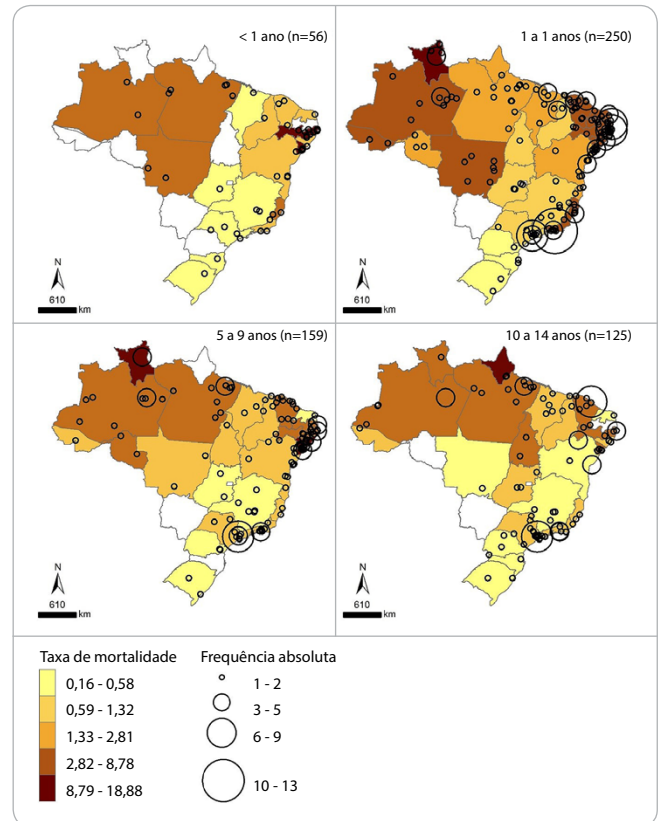 < 1 ano (n=56)
1 a 1 anos (n=250)
N
610
km
N
610
km
5 a 9 anos (n=159)
10 a 14 anos (n=125)
N
610
km
N
610
km
Taxa de mortalidade
0,16 - 0,58
0,59 - 1,32
1,33 - 2,81
2,82 - 8,78
8,79 - 18,88
Frequência absoluta
1 - 2
3 - 5
6 - 9
10 - 13